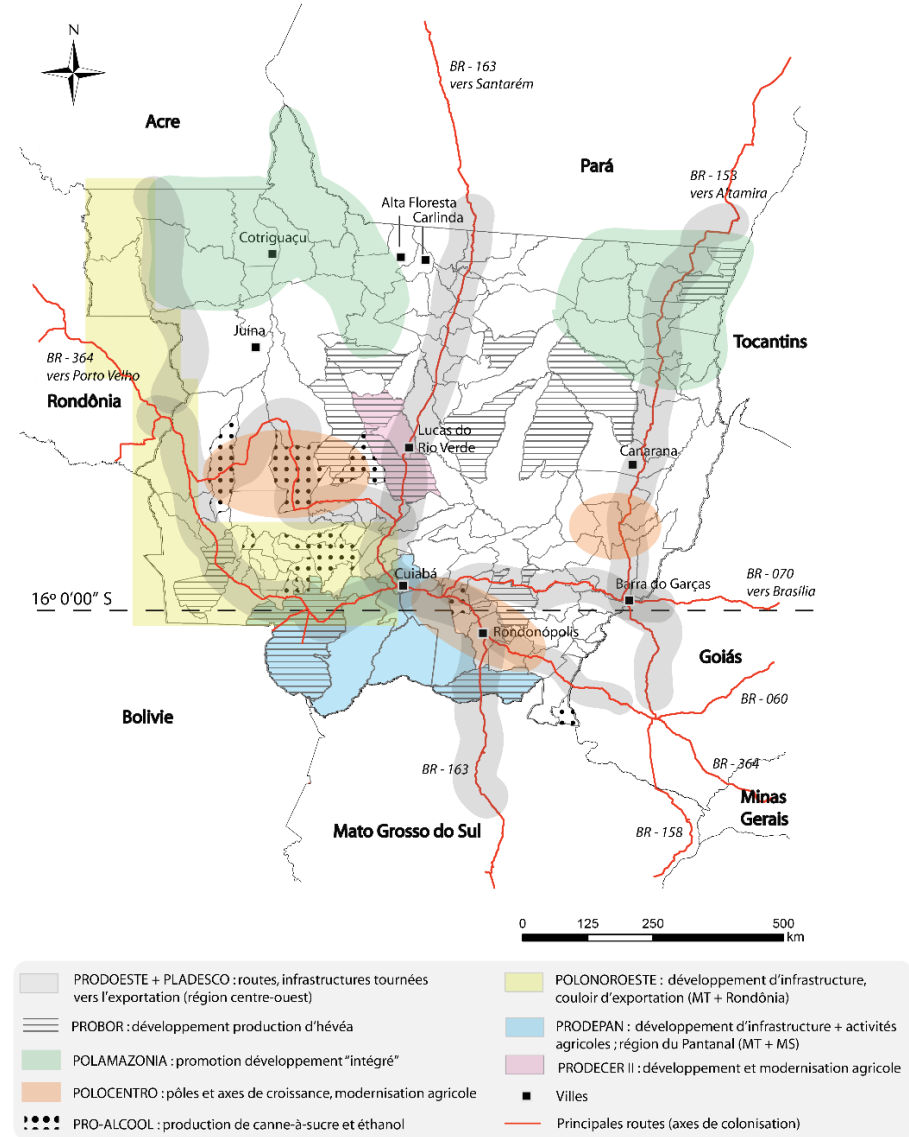 N
BR - 163
vers Santarém
Acre
Pará
BR - 153
vers Altamira
Alta Floresta
Carlinda
Cotriguaçu
Juína
Tocantins
BR - 364
vers Porto Velho
Rondônia
Lucas do
Rio Verde
Canarana
Cuiabá
Barra do Garças
BR - 070
vers Brasília
16º 0'00" S
Rondonópolis
Goiás
BR - 060
Bolivie
BR - 163
BR - 364
Minas
Gerais
Mato Grosso do Sul
BR - 158
0 125 250 500
km
PRODOESTE + PLADESCO : routes, infrastructures tournées
vers l'exportation (région centre-ouest)
PROBOR : développement production d'hévéa
POLAMAZONIA : promotion développement "intégré"
POLOCENTRO : pôles et axes de croissance, modernisation agricole
PRO-ALCOOL : production de canne-à-sucre et éthanol
POLONOROESTE : développement d'infrastructure,
couloir d'exportation (MT + Rondônia)
PRODEPAN : développement d'infrastructure + activités
agricoles ; région du Pantanal (MT + MS)
PRODECER II : développement et modernisation agricole
Villes
Principales routes (axes de colonisation)